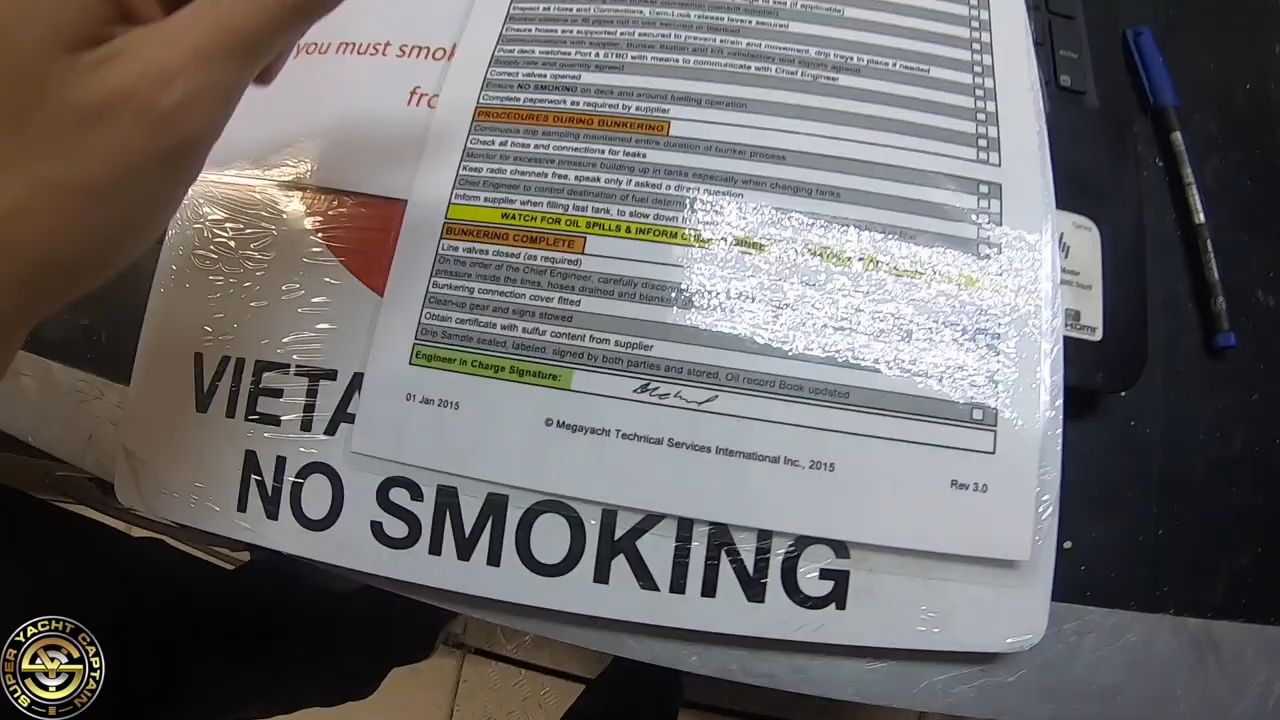 you must smok
Inspect all Hose and Connections, Cam-Lock release levers secured
Ensure hoses are supported and secured to prevent strain and movement, drip trays in place if needed
Post deck watches Port & STBD with means to communicate with Chief Engineer
Supply rate and quantity agreed
Correct valves opened
Ensure NO SMOKING on deck and around fuelling operation
Complete paperwork as required by supplier
PROCEDURES DURING BUNKERING
Continuous drip sampling maintained entire duration of bunker process
Check all hose and connections for leaks
Monitor for excessive pressure building up in tanks especially when changing tanks
Keep radio channels free, speak only if asked a direct question
Chief Engineer to control destination of fuel
Inform supplier when filling last tank, to slow down
WATCH FOR OIL SPILLS & INFORM
BUNKERING COMPLETE
Line valves closed (as required)
On the order of the Chief Engineer, carefully
pressure inside the lines, hoses drained and
Bunkering connection cover fitted
Clean-up gear and signs stowed
Obtain certificate with sulfur content from supplier
Drip Sample sealed, labeled, signed by both parties and stored, Oil record Book updated
Engineer in Charge Signature:
01 Jan 2015
© Megayacht Technical Services International Inc., 2015
Rev 3.0
VIETA
NO SMOKING
enter
SUPER YACHT CAPTAIN